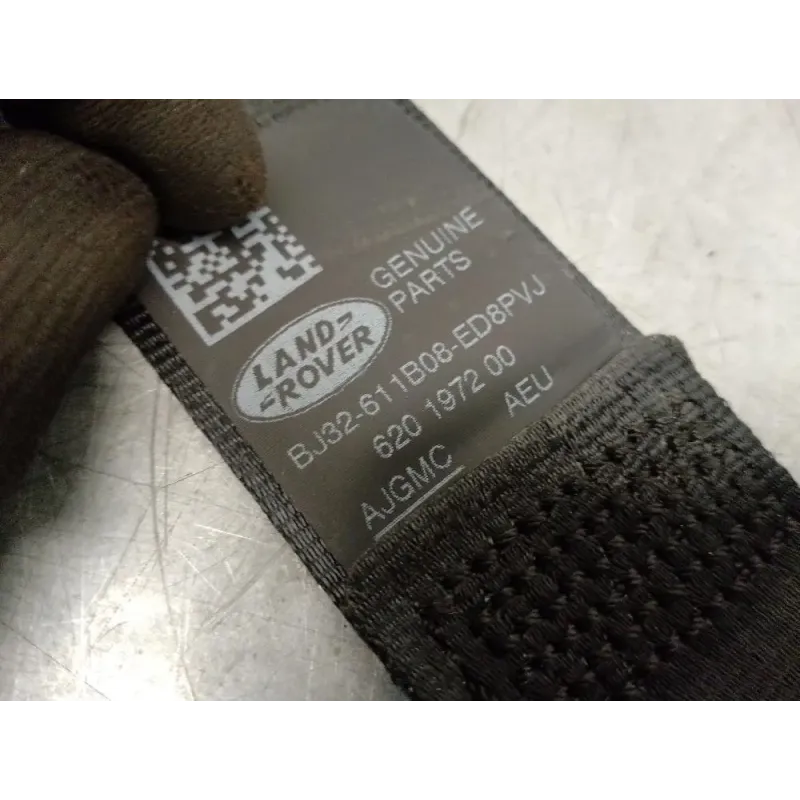 GENUINE
PARTS
LAND-
-ROVER
BJ32-611B08-ED8PVJ
620 1972 00
AJGMC AEU